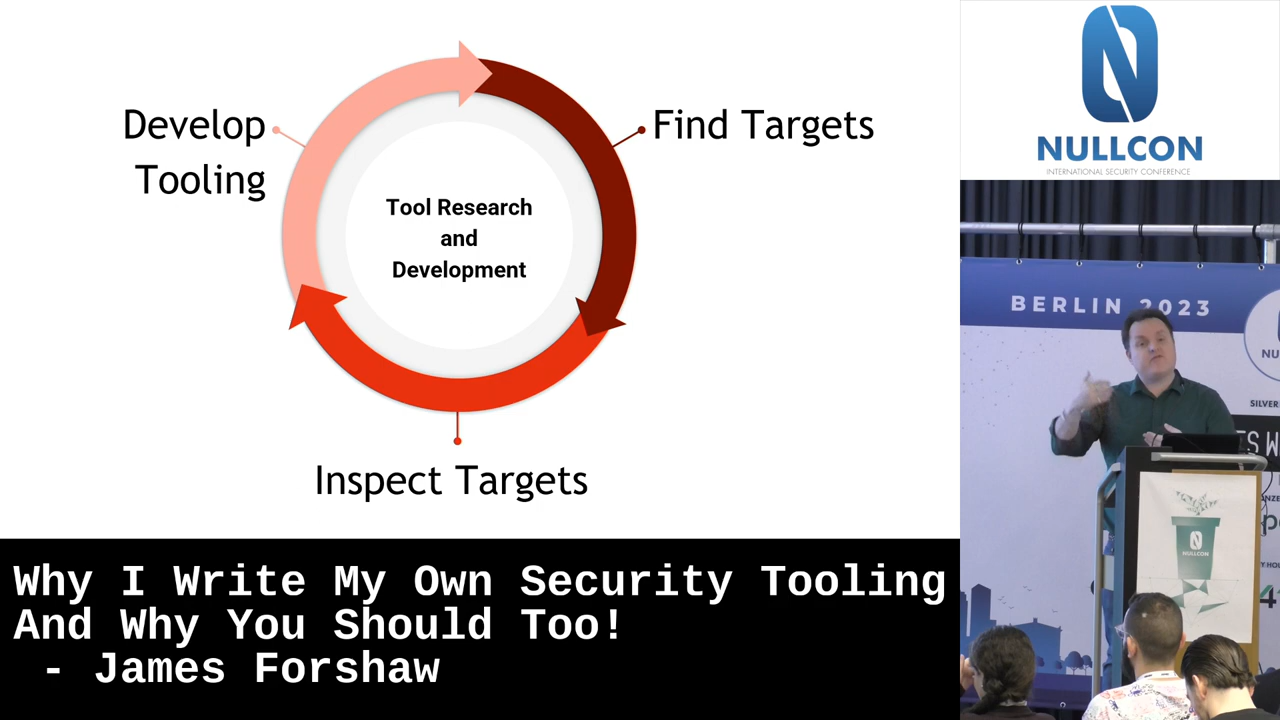 Develop
Tooling
Find Targets
Tool Research
and
Development
Inspect Targets
Why I Write My Own Security Tooling
And Why You Should Too!
- James Forshaw
NULLCON
INTERNATIONAL SECURITY CONFERENCE
BERLIN 2023
SILVER
NULLCON